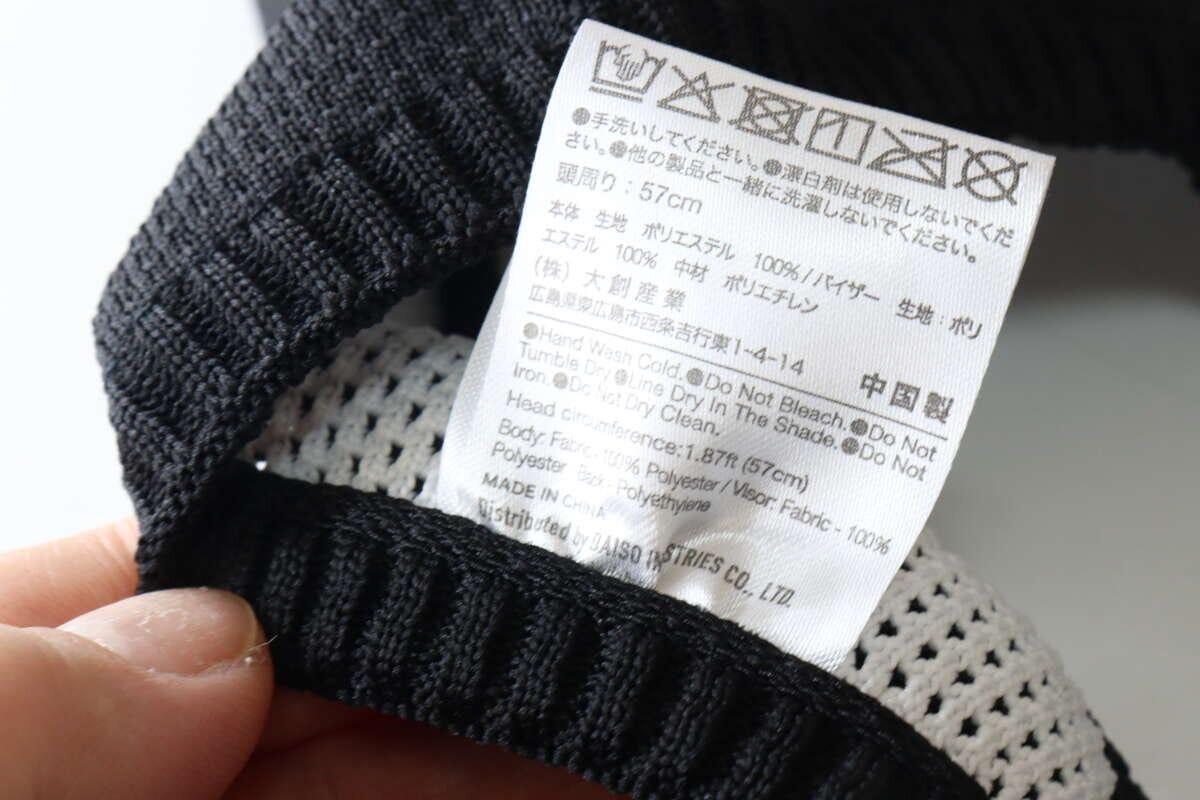 ●手洗いしてください。●漂白剤は使用しないでくだ
さい。●他の製品と一緒に洗濯しないでください。
頭周り：57cm
本体　生地　ポリエステル　100%/バイザー　生地：ポリ
エステル　100%　中材　ポリエチレン
(株) 大創産業
広島県東広島市西条吉行東1-4-14
中国製
●Hand Wash Cold. ●Do Not Bleach. ●Do Not
Tumble Dry ●Line Dry In The Shade. ●Do Not
Iron. ●Do Not Dry Clean.
Head circumference:1.87ft (57cm)
Body: Fabric - 100% Polyester / Visor: Fabric - 100%
Polyester Back - Polyethylene
MADE IN CHINA
Distributed by DAISO IN STRIES CO., LTD.